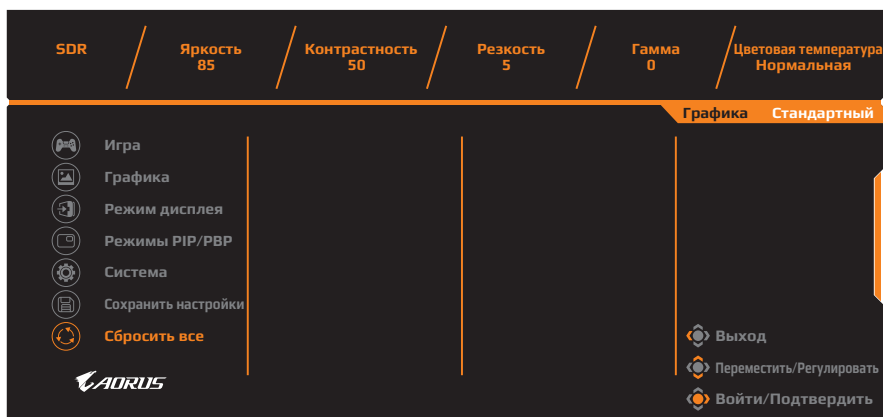 SDR
Яркость
85
Контрастность
50
Резкость
5
Гамма
0
Цветовая температура
Нормальная
Графика Стандартный
Игра
Графика
Режим дисплея
Режимы PIP/PBP
Система
Сохранить настройки
Сбросить все
AORUS
Выход
Переместить/Регулировать
Войти/Подтвердить